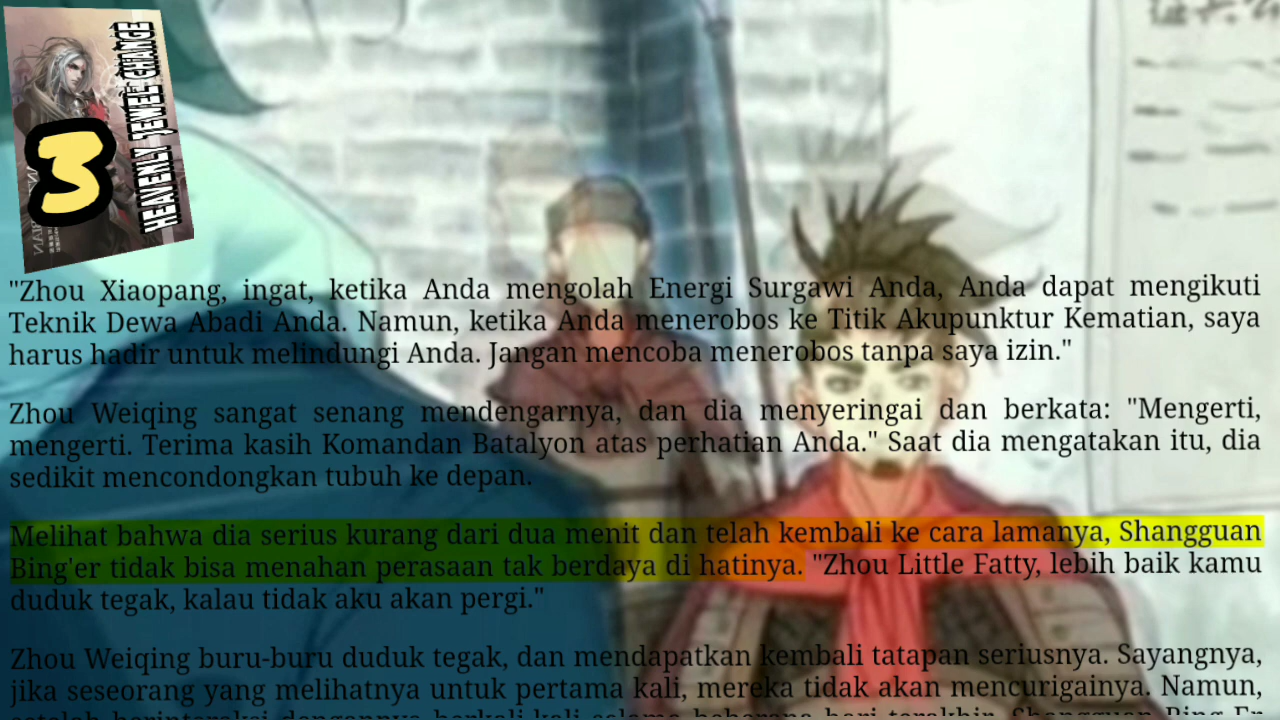 HEAVENLY JEWEL CHANGE
3
"Zhou Xiaopang, ingat, ketika Anda mengolah Energi Surgawi Anda, Anda dapat mengikuti
Teknik Dewa Abadi Anda. Namun, ketika Anda menerobos ke Titik Akupunktur Kematian, saya
harus hadir untuk melindungi Anda. Jangan mencoba menerobos tanpa saya izin."
Zhou Weiqing sangat senang mendengarnya, dan dia menyeringai dan berkata: "Mengerti,
mengerti. Terima kasih Komandan Batalyon atas perhatian Anda." Saat dia mengatakan itu, dia
sedikit mencondongkan tubuh ke depan.
Melihat bahwa dia serius kurang dari dua menit dan telah kembali ke cara lamanya, Shangguan
Bing'er tidak bisa menahan perasaan tak berdaya di hatinya. "Zhou Little Fatty, lebih baik kamu
duduk tegak, kalau tidak aku akan pergi."
Zhou Weiqing buru-buru duduk tegak, dan mendapatkan kembali tatapan seriusnya. Sayangnya,
jika seseorang yang melihatnya untuk pertama kali, mereka tidak akan mencurigainya. Namun,